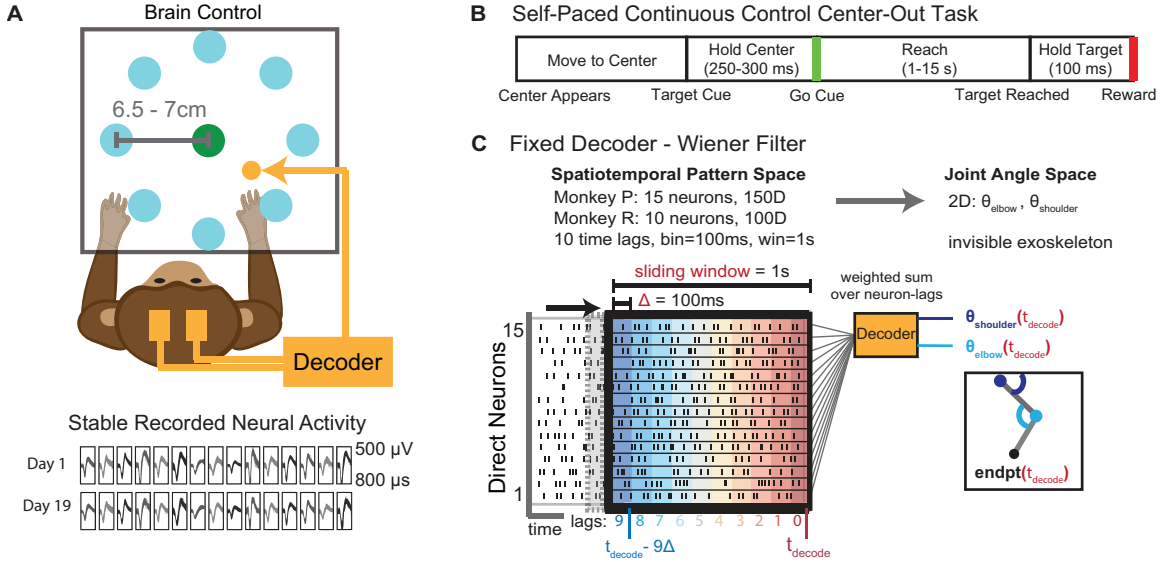 A
Brain Control
6.5 - 7cm
Decoder
Stable Recorded Neural Activity
Day 1
500 µV
800 µs
Day 19
B Self-Paced Continuous Control Center-Out Task
Move to Center
Hold Center
(250-300 ms)
Reach
(1-15 s)
Hold Target
(100 ms)
Center Appears
Target Cue
Go Cue
Target Reached
Reward
C Fixed Decoder - Wiener Filter
Spatiotemporal Pattern Space
Monkey P: 15 neurons, 150D
Monkey R: 10 neurons, 100D
10 time lags, bin=100ms, win=1s
Joint Angle Space
2D: θelbow , θshoulder
invisible exoskeleton
sliding window = 1s
Δ = 100ms
weighted sum
over neuron-lags
15
Direct Neurons
1
time
lags: 9 8 7 6 5 4 3 2 1 0
tdecode - 9Δ
tdecode
Decoder
θshoulder(tdecode)
θelbow(tdecode)
endpt(tdecode)